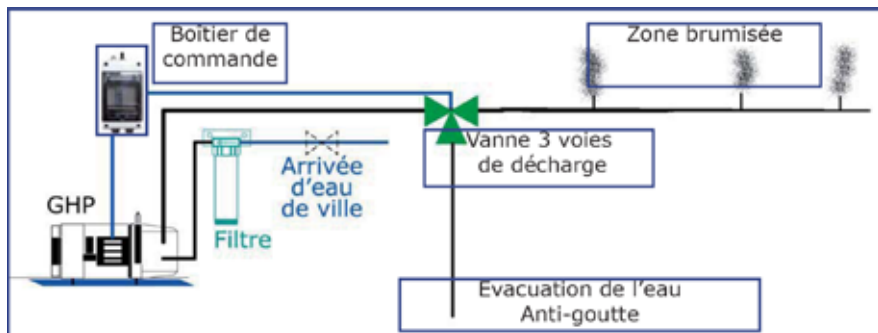 Boîtier de
commande
Zone brumisée
Vanne 3 voies
de décharge
Arrivée
d'eau
de ville
GHP
Filtre
Evacuation de l'eau
Anti-goutte